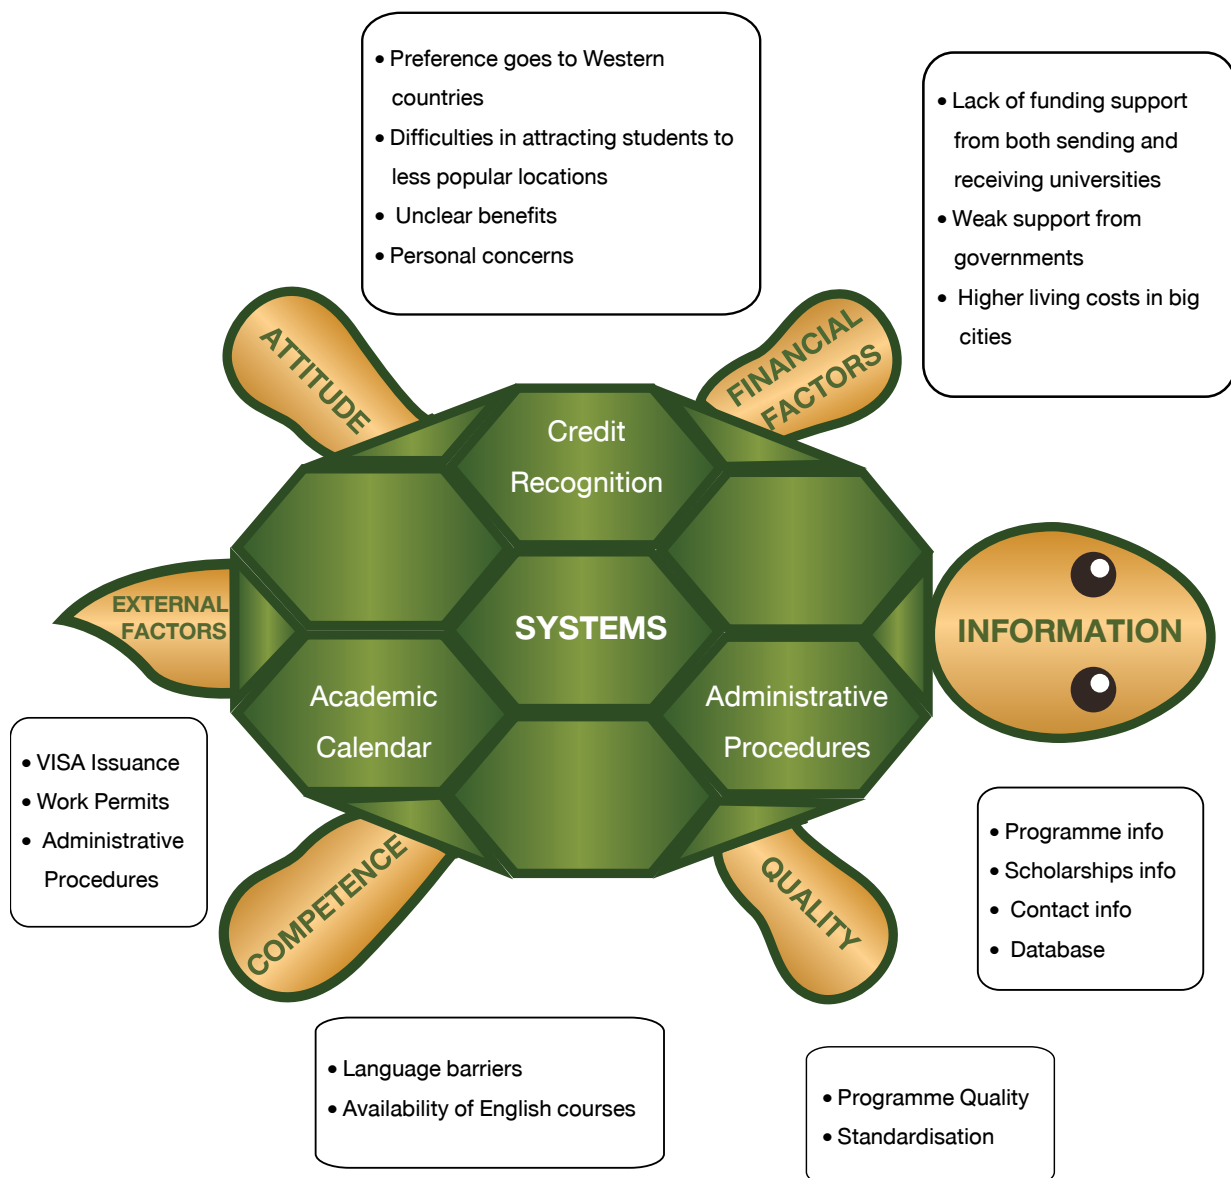 • Preference goes to Western
countries
• Difficulties in attracting students to
less popular locations
• Unclear benefits
• Personal concerns
• Lack of funding support
from both sending and
receiving universities
• Weak support from
governments
• Higher living costs in big
cities
ATTITUDE
FINANCIAL
FACTORS
Credit
Recognition
EXTERNAL
FACTORS
SYSTEMS
INFORMATION
Academic
Calendar
Administrative
Procedures
• VISA Issuance
• Work Permits
• Administrative
Procedures
COMPETENCE
QUALITY
• Programme info
• Scholarships info
• Contact info
• Database
• Language barriers
• Availability of English courses
• Programme Quality
• Standardisation